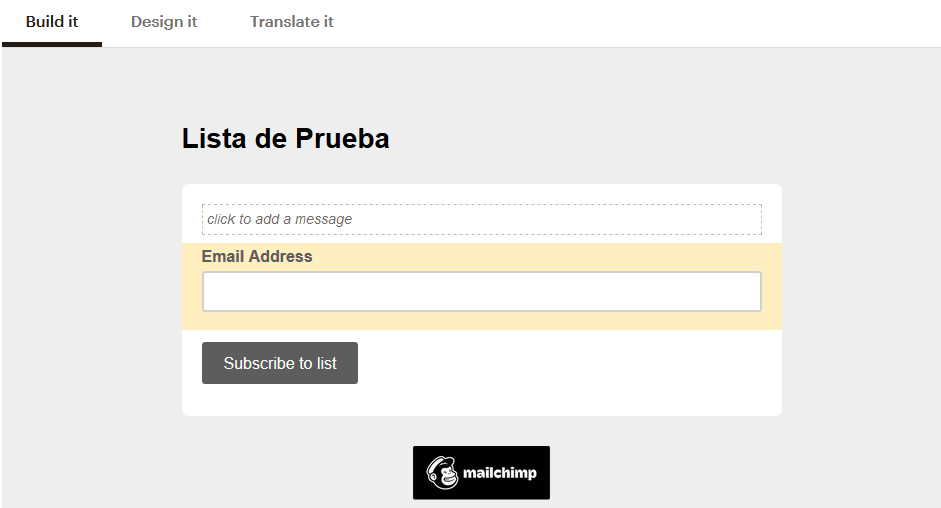 Build it Design it Translate it
Lista de Prueba
click to add a message
Email Address
Subscribe to list
mailchimp